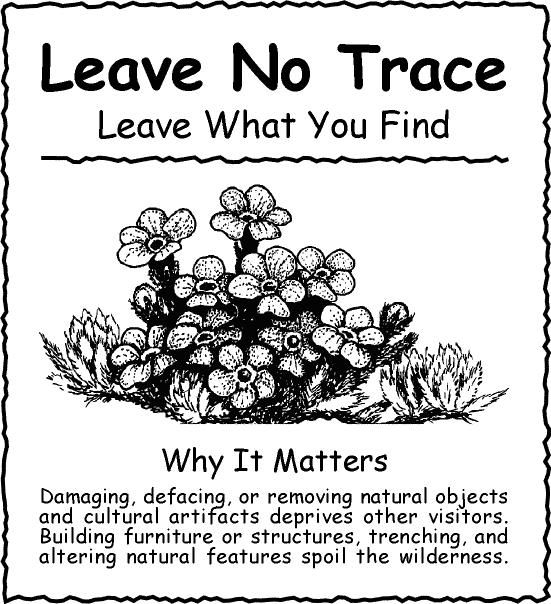 Leave No Trace
Leave What You Find
Why It Matters
Damaging, defacing, or removing natural objects
and cultural artifacts deprives other visitors.
Building furniture or structures, trenching, and
altering natural features spoil the wilderness.